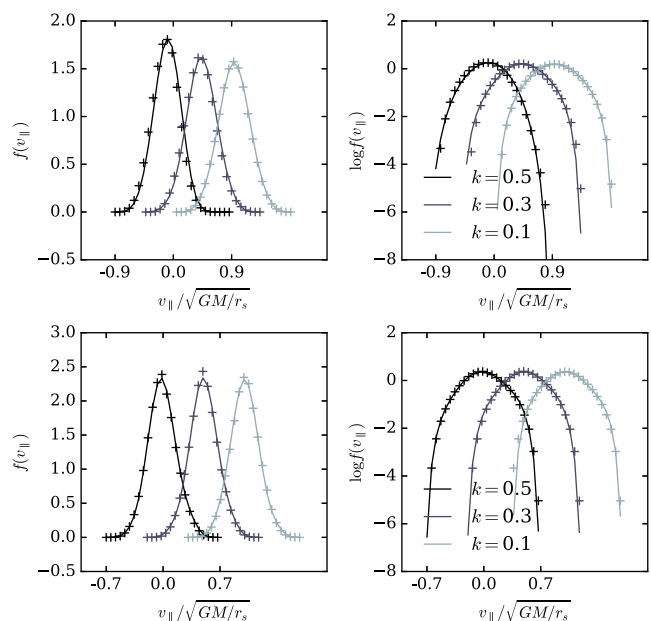 2.0
1.5
1.0
0.5
0.0
−0.5
f(v∥)
−0.9 0.0 0.9
v∥/√GM/rₛ
2
0
−2
−4
−6
−8
log f(v∥)
k = 0.5
k = 0.3
k = 0.1
−0.9 0.0 0.9
v∥/√GM/rₛ
3.0
2.5
2.0
1.5
1.0
0.5
0.0
−0.5
f(v∥)
−0.7 0.0 0.7
v∥/√GM/rₛ
2
0
−2
−4
−6
−8
log f(v∥)
k = 0.5
k = 0.3
k = 0.1
−0.7 0.0 0.7
v∥/√GM/rₛ